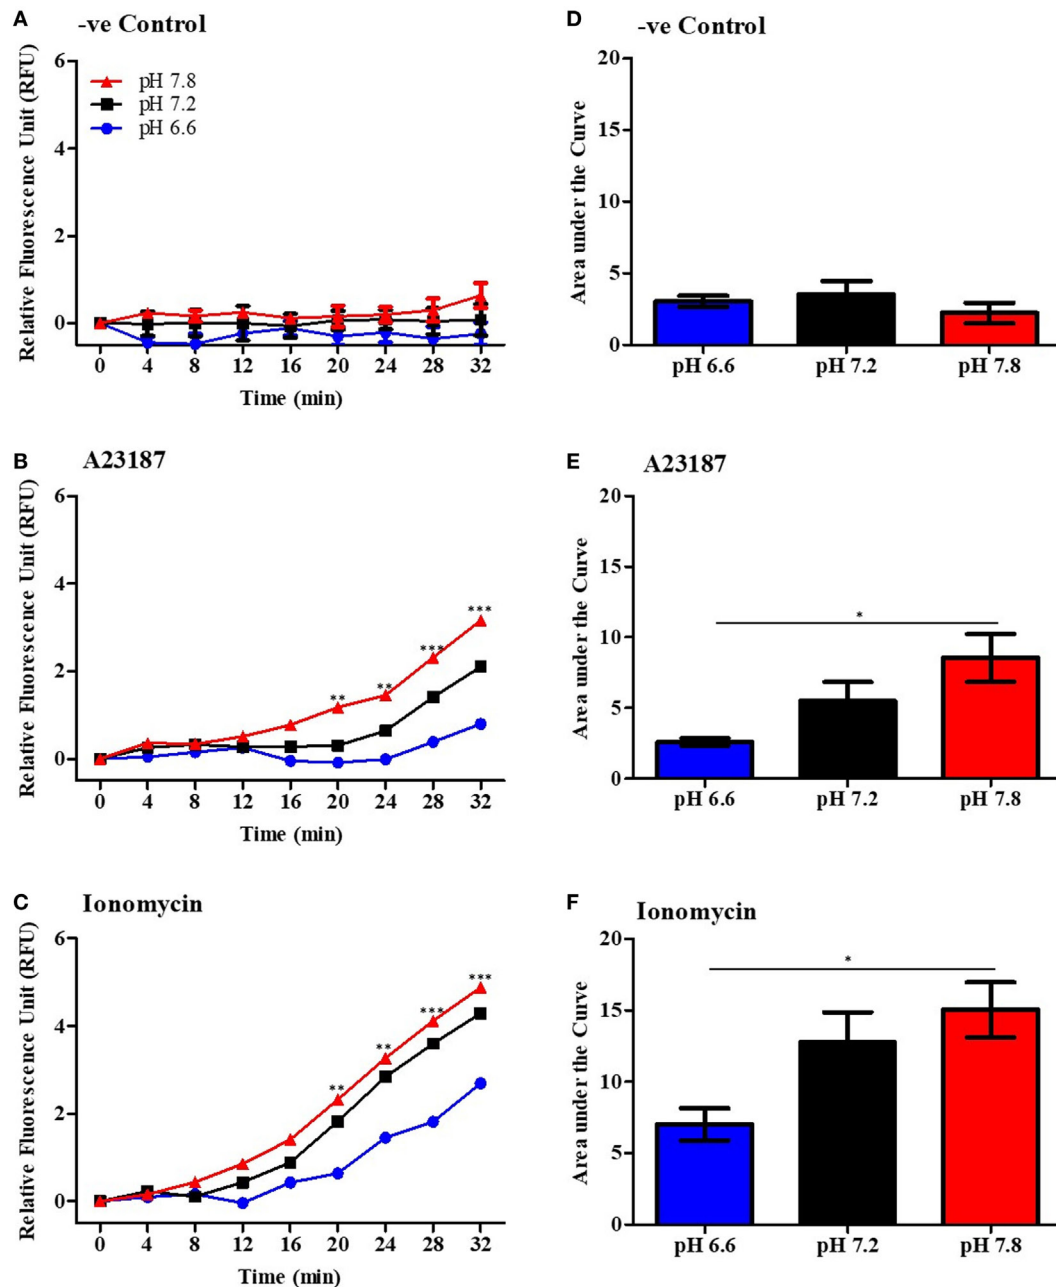 A
-ve Control
Relative Fluorescence Unit (RFU)
6
4
2
0
pH 7.8
pH 7.2
pH 6.6
0 4 8 12 16 20 24 28 32
Time (min)
D
-ve Control
Area under the Curve
20
15
10
5
0
pH 6.6 pH 7.2 pH 7.8
B
A23187
Relative Fluorescence Unit (RFU)
6
4
2
0
** ** *** ***
0 4 8 12 16 20 24 28 32
Time (min)
E
A23187
Area under the Curve
20
15
10
5
0
*
pH 6.6 pH 7.2 pH 7.8
C
Ionomycin
Relative Fluorescence Unit (RFU)
6
4
2
0
** ** *** ***
0 4 8 12 16 20 24 28 32
Time (min)
F
Ionomycin
Area under the Curve
20
15
10
5
0
*
pH 6.6 pH 7.2 pH 7.8